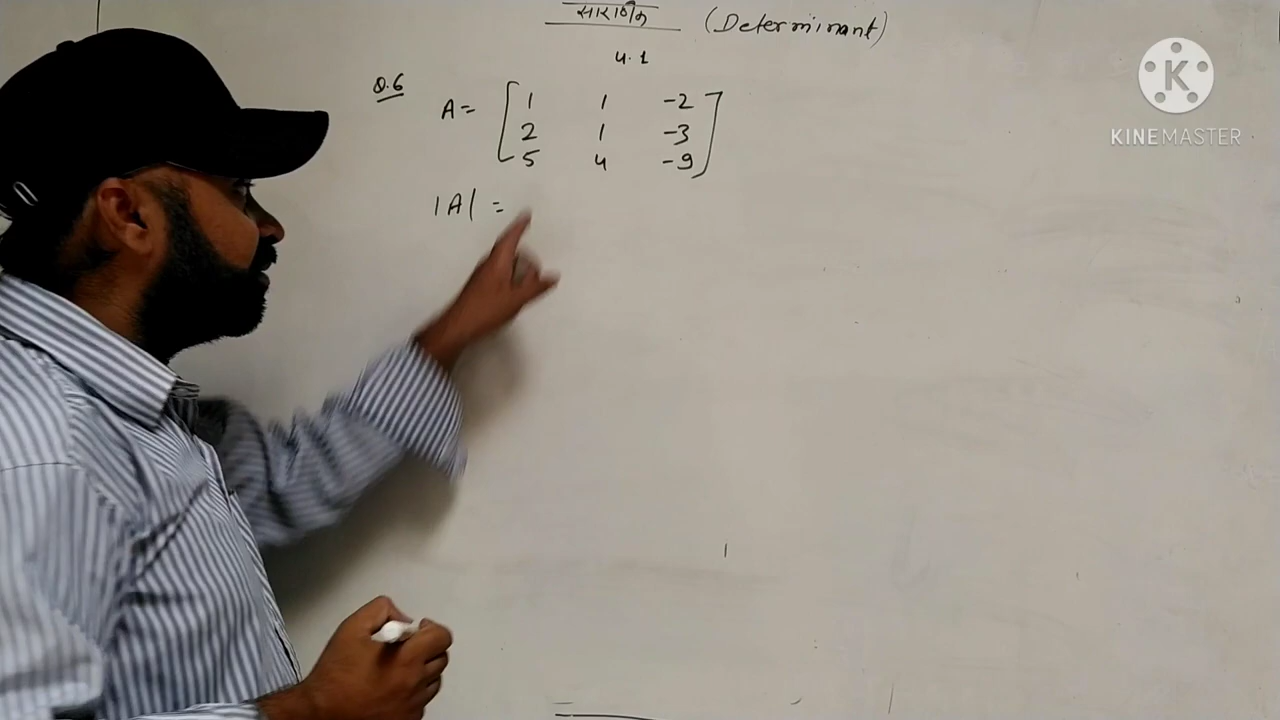 सारणिक (Determinant)
4.1
Q.6 A = [ 1 1 -2
2 1 -3
5 4 -9 ]
|A| =
KINEMASTER